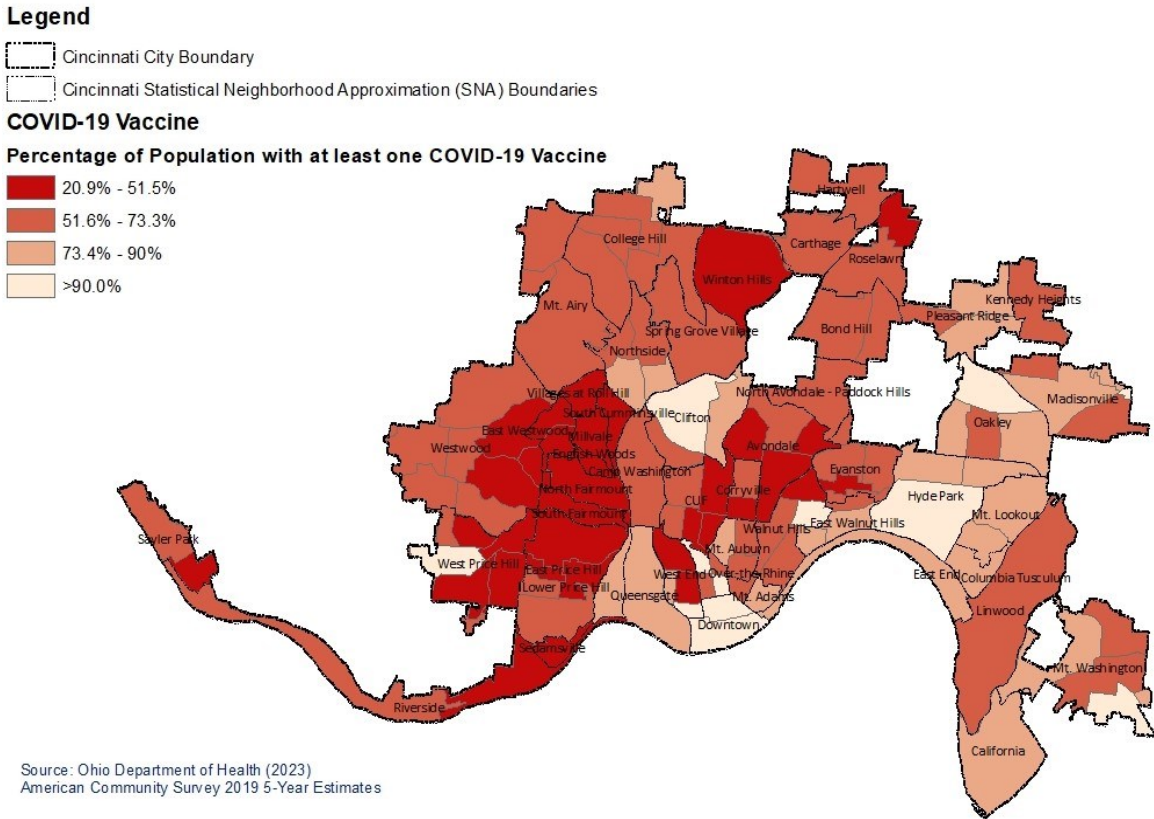 Legend
Cincinnati City Boundary
Cincinnati Statistical Neighborhood Approximation (SNA) Boundaries
COVID-19 Vaccine
Percentage of Population with at least one COVID-19 Vaccine
20.9% - 51.5%
51.6% - 73.3%
73.4% - 90%
>90.0%
Hartwell
College Hill
Carthage
Roselawn
Winton Hills
Mt. Airy
Kennedy Heights
Pleasant Ridge
Spring Grove Village
Bond Hill
Northside
Villages at Roll Hill
North Avondale - Paddock Hills
Madisonville
South Cumminsville
Clifton
Oakley
East Westwood
Millvale
Westwood
Avondale
English Woods
Camp Washington
Evanston
North Fairmount
Corryville
CUF
Hyde Park
South Fairmount
Mt. Lookout
Walnut Hills
East Walnut Hills
Sayler Park
Mt. Auburn
West Price Hill
East Price Hill
West End
Over-the-Rhine
East End
Columbia Tusculum
Lower Price Hill
Queensgate
Mt. Adams
Linwood
Downtown
Sedamsville
Mt. Washington
Riverside
California
Source: Ohio Department of Health (2023)
American Community Survey 2019 5-Year Estimates